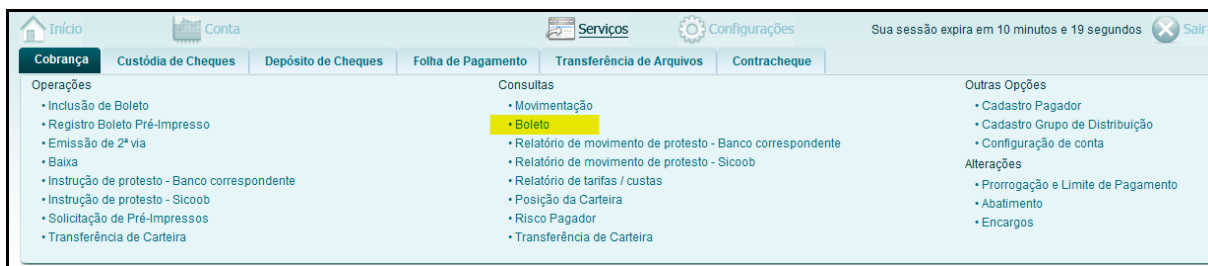 Início Conta Serviços Configurações Sua sessão expira em 10 minutos e 19 segundos Sair
Cobrança Custódia de Cheques Depósito de Cheques Folha de Pagamento Transferência de Arquivos Contracheque
Operações
• Inclusão de Boleto
• Registro Boleto Pré-Impresso
• Emissão de 2ª via
• Baixa
• Instrução de protesto - Banco correspondente
• Instrução de protesto - Sicoob
• Solicitação de Pré-Impressos
• Transferência de Carteira
Consultas
• Movimentação
• Boleto
• Relatório de movimento de protesto - Banco correspondente
• Relatório de movimento de protesto - Sicoob
• Relatório de tarifas / custas
• Posição da Carteira
• Risco Pagador
• Transferência de Carteira
Outras Opções
• Cadastro Pagador
• Cadastro Grupo de Distribuição
• Configuração de conta
Alterações
• Prorrogação e Limite de Pagamento
• Abatimento
• Encargos